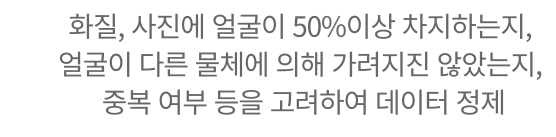 화질, 사진에 얼굴이 50%이상 차지하는지,
얼굴이 다른 물체에 의해 가려지진 않았는지,
중복 여부 등을 고려하여 데이터 정제